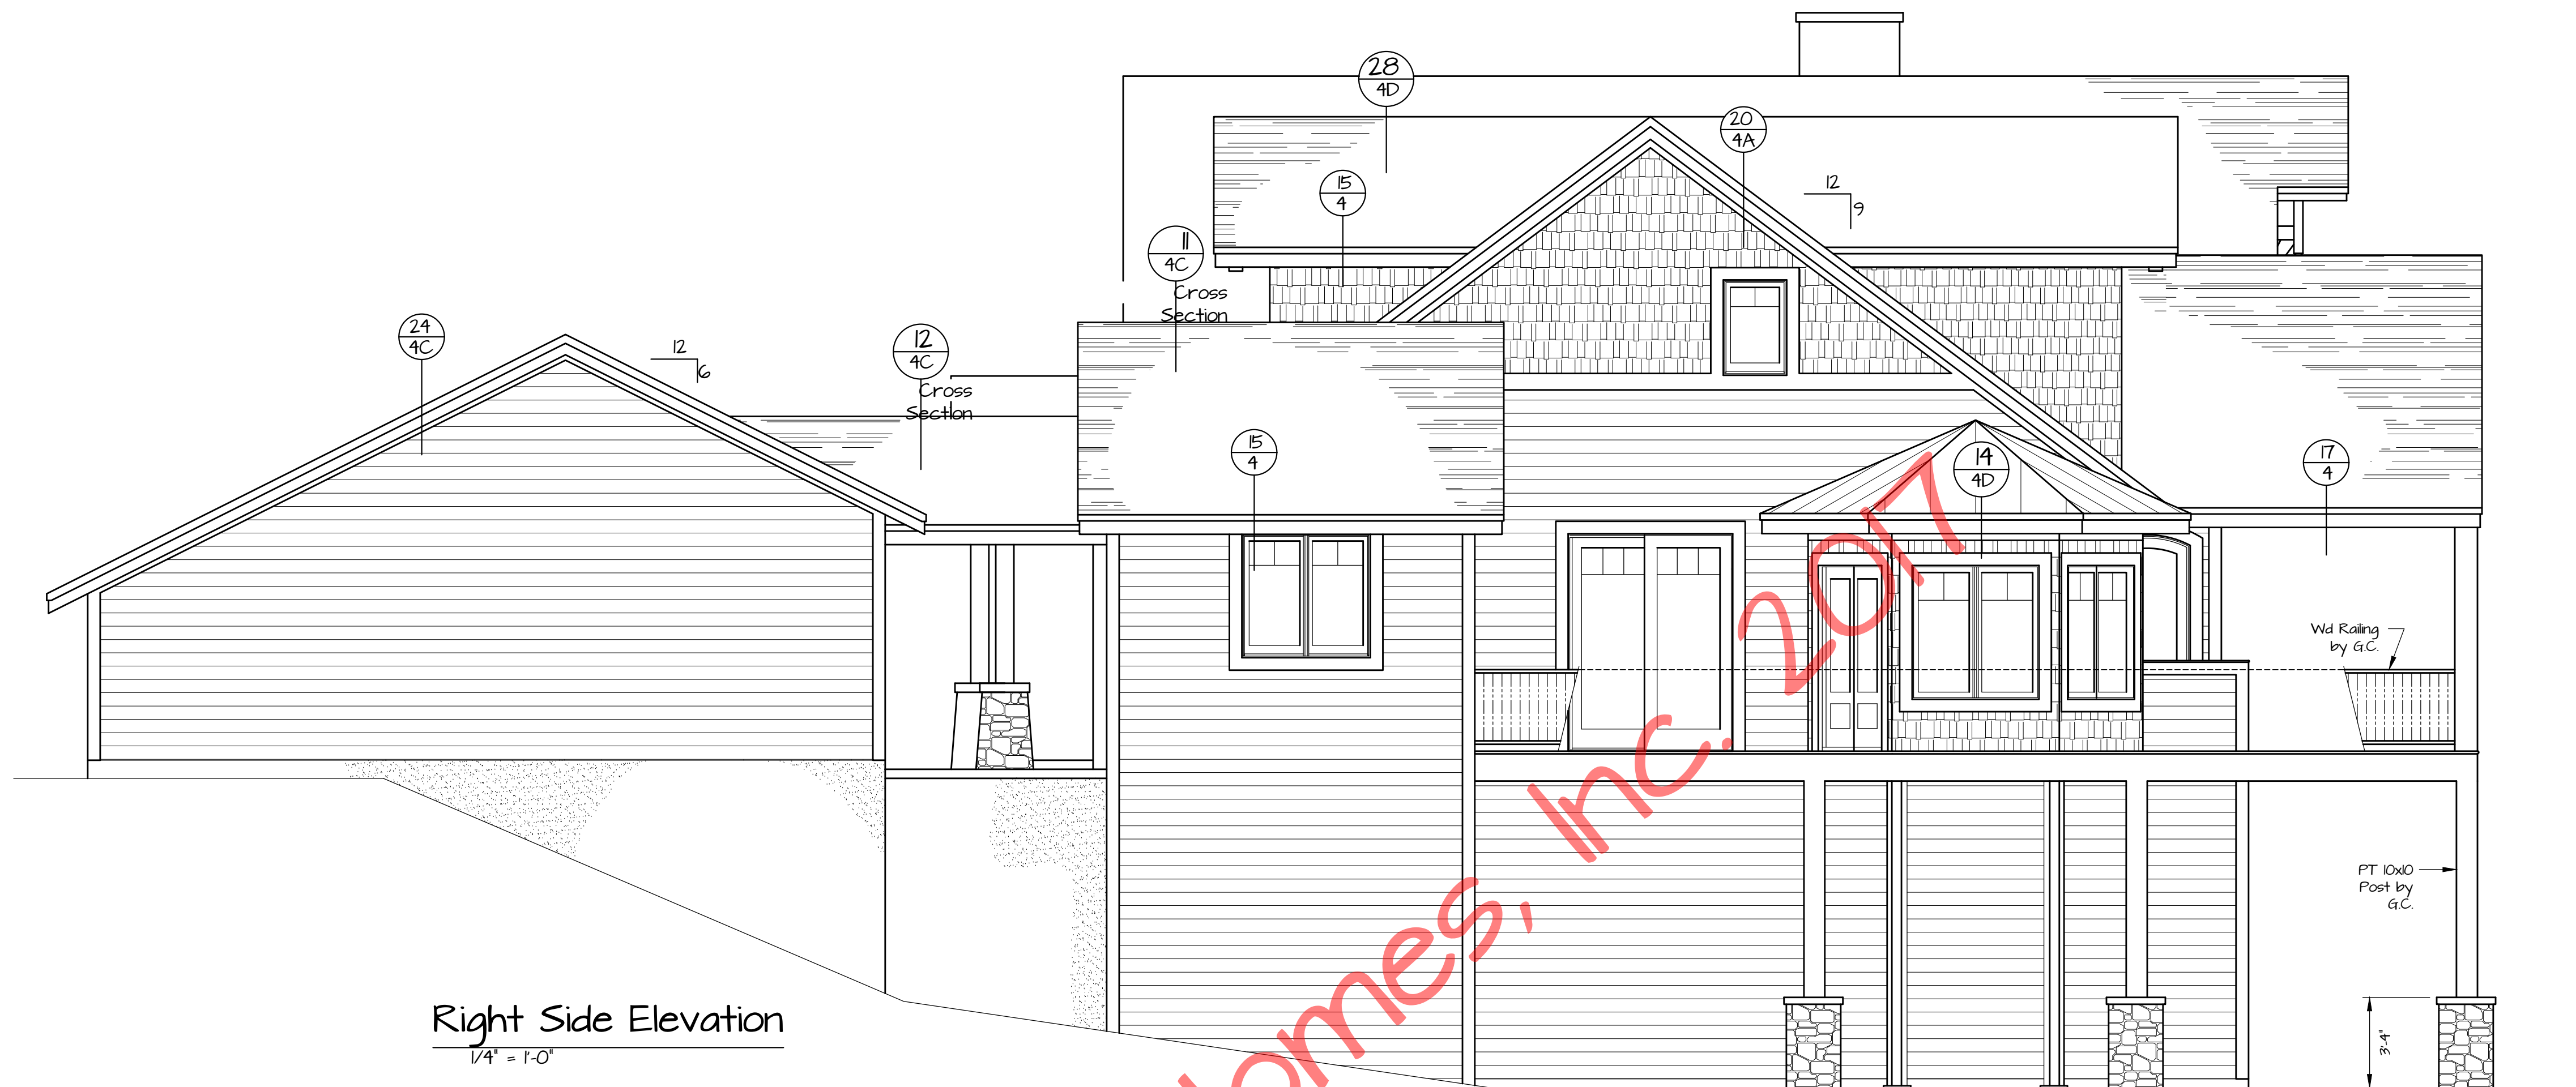 28
4D
20
4A
15
4
12
9
11
4C
Cross
Section
24
4C
12
6
12
4C
Cross
Section
15
4
14
4D
17
4
Wd Railing
by G.C.
PT 10x10
Post by
G.C.
3'-4"
Right Side Elevation
1/4" = 1'-0"
omes, Inc. 2017